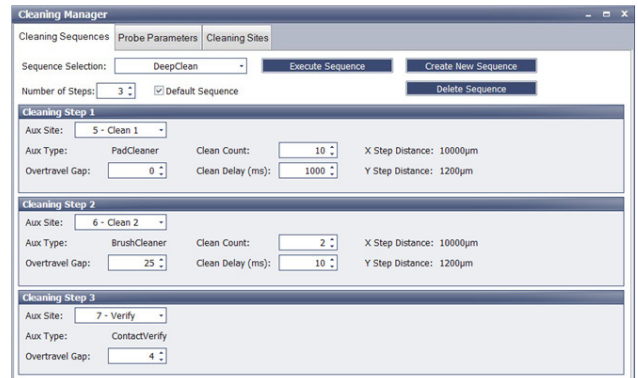 Cleaning Manager
Cleaning Sequences Probe Parameters Cleaning Sites
Sequence Selection: DeepClean Execute Sequence Create New Sequence
Number of Steps: 3 Default Sequence Delete Sequence
Cleaning Step 1
Aux Site: 5 - Clean 1
Aux Type: PadCleaner Clean Count: 10 X Step Distance: 10000µm
Overtravel Gap: 0 Clean Delay (ms): 1000 Y Step Distance: 1200µm
Cleaning Step 2
Aux Site: 6 - Clean 2
Aux Type: BrushCleaner Clean Count: 2 X Step Distance: 10000µm
Overtravel Gap: 25 Clean Delay (ms): 10 Y Step Distance: 1200µm
Cleaning Step 3
Aux Site: 7 - Verify
Aux Type: ContactVerify
Overtravel Gap: 4